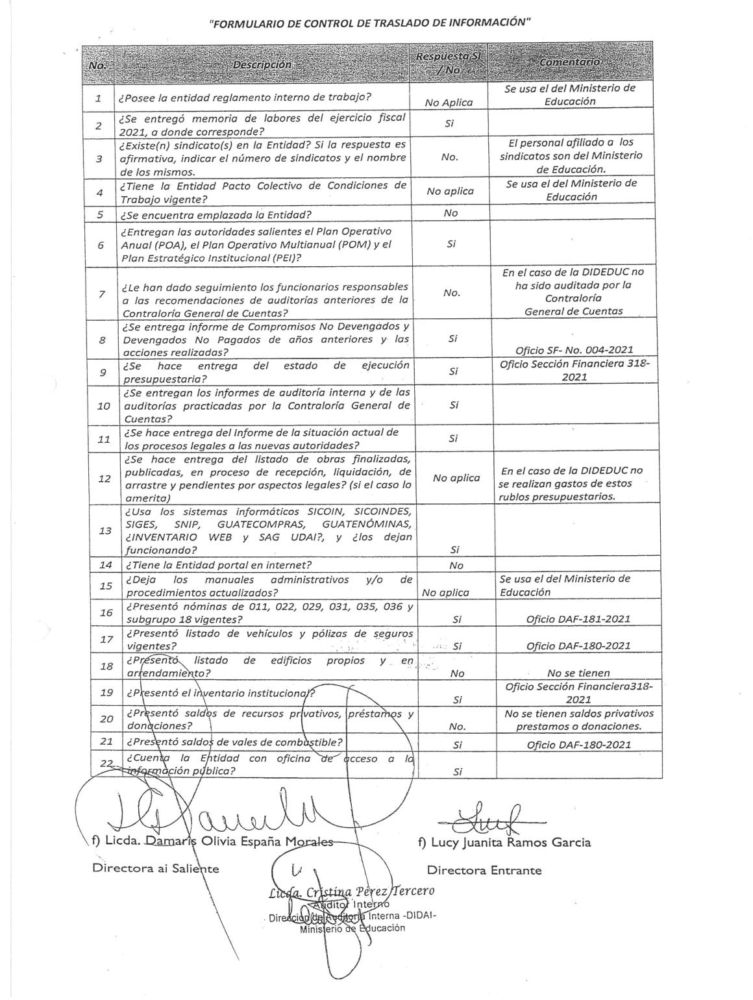 "FORMULARIO DE CONTROL DE TRASLADO DE INFORMACIÓN"
No. Descripción Respuesta SI / No Comentario
1 ¿Posee la entidad reglamento interno de trabajo? No Aplica Se usa el del Ministerio de
Educación
2 ¿Se entregó memoria de labores del ejercicio fiscal
2021, a donde corresponde? Si
3 ¿Existe(n) sindicato(s) en la Entidad? Si la respuesta es
afirmativa, indicar el número de sindicatos y el nombre
de los mismos. No. El personal afiliado a los
sindicatos son del Ministerio
de Educación.
4 ¿Tiene la Entidad Pacto Colectivo de Condiciones de
Trabajo vigente? No aplica Se usa el del Ministerio de
Educación
5 ¿Se encuentra emplazada la Entidad? No
6 ¿Entregan las autoridades salientes el Plan Operativo
Anual (POA), el Plan Operativo Multianual (POM) y el
Plan Estratégico Institucional (PEI)? Si
7 ¿Le han dado seguimiento los funcionarios responsables
a las recomendaciones de auditorías anteriores de la
Contraloría General de Cuentas? No. En el caso de la DIDEDUC no
ha sido auditada por la
Contraloría
General de Cuentas
8 ¿Se entrega informe de Compromisos No Devengados y
Devengados No Pagados de años anteriores y las
acciones realizadas? Si Oficio SF- No. 004-2021
9 ¿Se hace entrega del estado de ejecución
presupuestaria? Si Oficio Sección Financiera 318-
2021
10 ¿Se entregan los informes de auditoría interna y de las
auditorías practicadas por la Contraloría General de
Cuentas? Si
11 ¿Se hace entrega del Informe de la situación actual de
los procesos legales a las nuevas autoridades? Si
12 ¿Se hace entrega del listado de obras finalizadas,
publicadas, en proceso de recepción, liquidación, de
arrastre y pendientes por aspectos legales? (si el caso lo
amerita) No aplica En el caso de la DIDEDUC no
se realizan gastos de estos
rublos presupuestarios.
13 ¿Usa los sistemas informáticos SICOIN, SICOINDES,
SIGES, SNIP, GUATECOMPRAS, GUATENÓMINAS,
¿INVENTARIO WEB y SAG UDAI?, y ¿los dejan
funcionando? Si
14 ¿Tiene la Entidad portal en internet? No
15 ¿Deja los manuales administrativos y/o de
procedimientos actualizados? No aplica Se usa el del Ministerio de
Educación
16 ¿Presentó nóminas de 011, 022, 029, 031, 035, 036 y
subgrupo 18 vigentes? Si Oficio DAF-181-2021
17 ¿Presentó listado de vehículos y pólizas de seguros
vigentes? Si Oficio DAF-180-2021
18 ¿Presentó listado de edificios propios y en
arrendamiento? No No se tienen
19 ¿Presentó el inventario institucional? Si Oficio Sección Financiera318-
2021
20 ¿Presentó saldos de recursos privativos, préstamos y
donaciones? No. No se tienen saldos privativos
prestamos o donaciones.
21 ¿Presentó saldos de vales de combustible? Si Oficio DAF-180-2021
22 ¿Cuenta la Entidad con oficina de acceso a la
información pública? Si
f) Licda. Damaris Olivia España Morales f) Lucy Juanita Ramos Garcia
Directora ai Saliente Directora Entrante
Licda. Cristina Pérez Tercero
Auditor Interno
Dirección de Auditoría Interna -DIDAI-
Ministerio de Educación